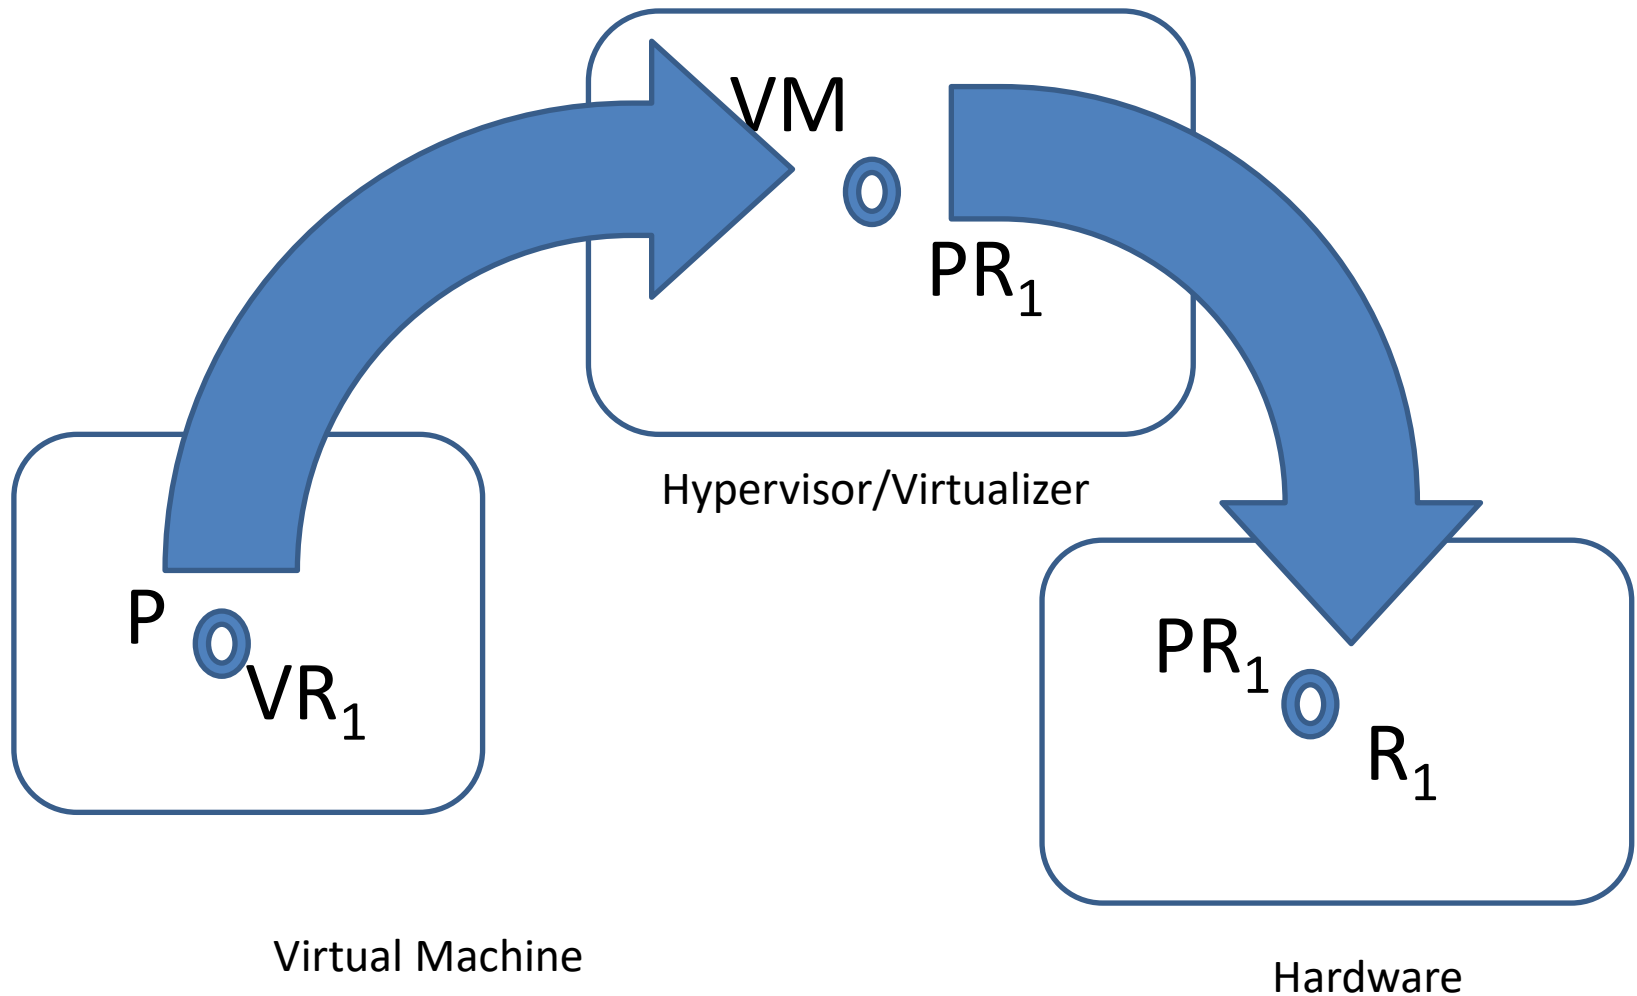 VM
PR₁
Hypervisor/Virtualizer
P
VR₁
Virtual Machine
PR₁
R₁
Hardware